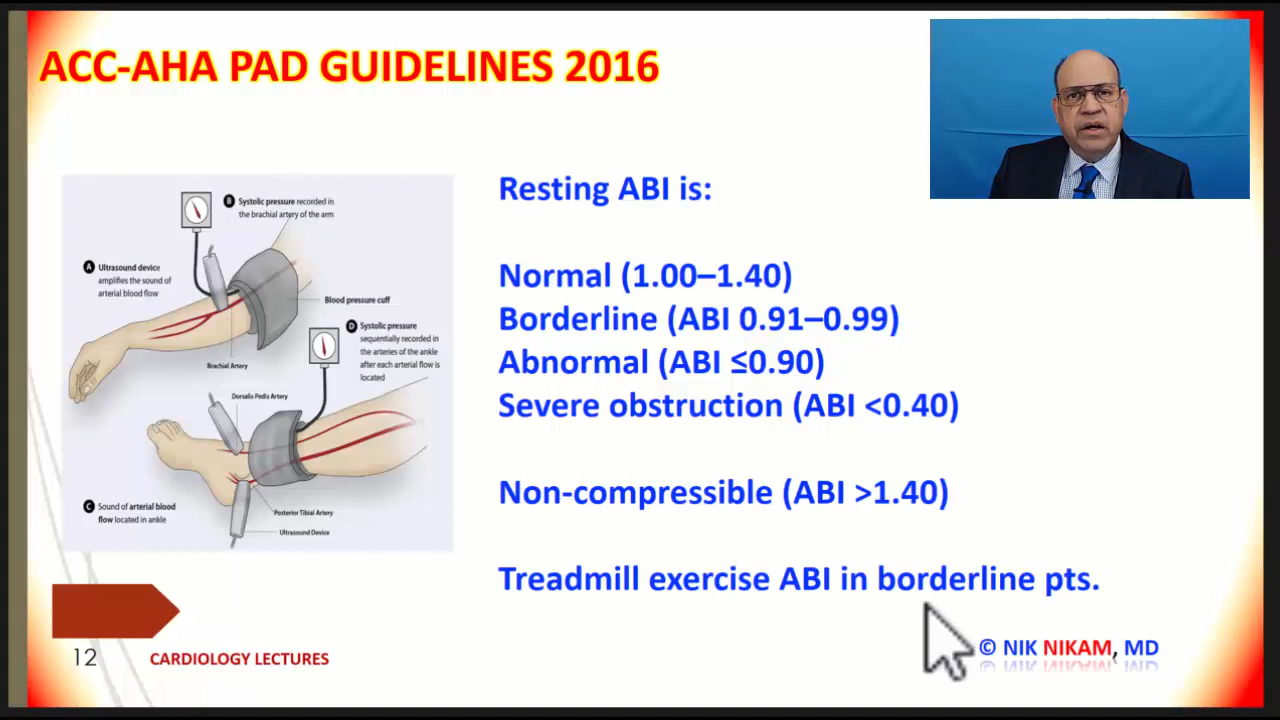 ACC-AHA PAD GUIDELINES 2016
B Systolic pressure recorded in
the brachial artery of the arm
A Ultrasound device
amplifies the sound of
arterial blood flow
Blood pressure cuff
D Systolic pressure
sequentially recorded in
the arteries of the ankle
after each arterial flow is
located
Brachial Artery
Dorsalis Pedis Artery
C Sound of arterial blood
flow located in ankle
Posterior Tibial Artery
Ultrasound Device
Resting ABI is:
Normal (1.00–1.40)
Borderline (ABI 0.91–0.99)
Abnormal (ABI ≤0.90)
Severe obstruction (ABI <0.40)
Non-compressible (ABI >1.40)
Treadmill exercise ABI in borderline pts.
12
CARDIOLOGY LECTURES
© NIK NIKAM, MD